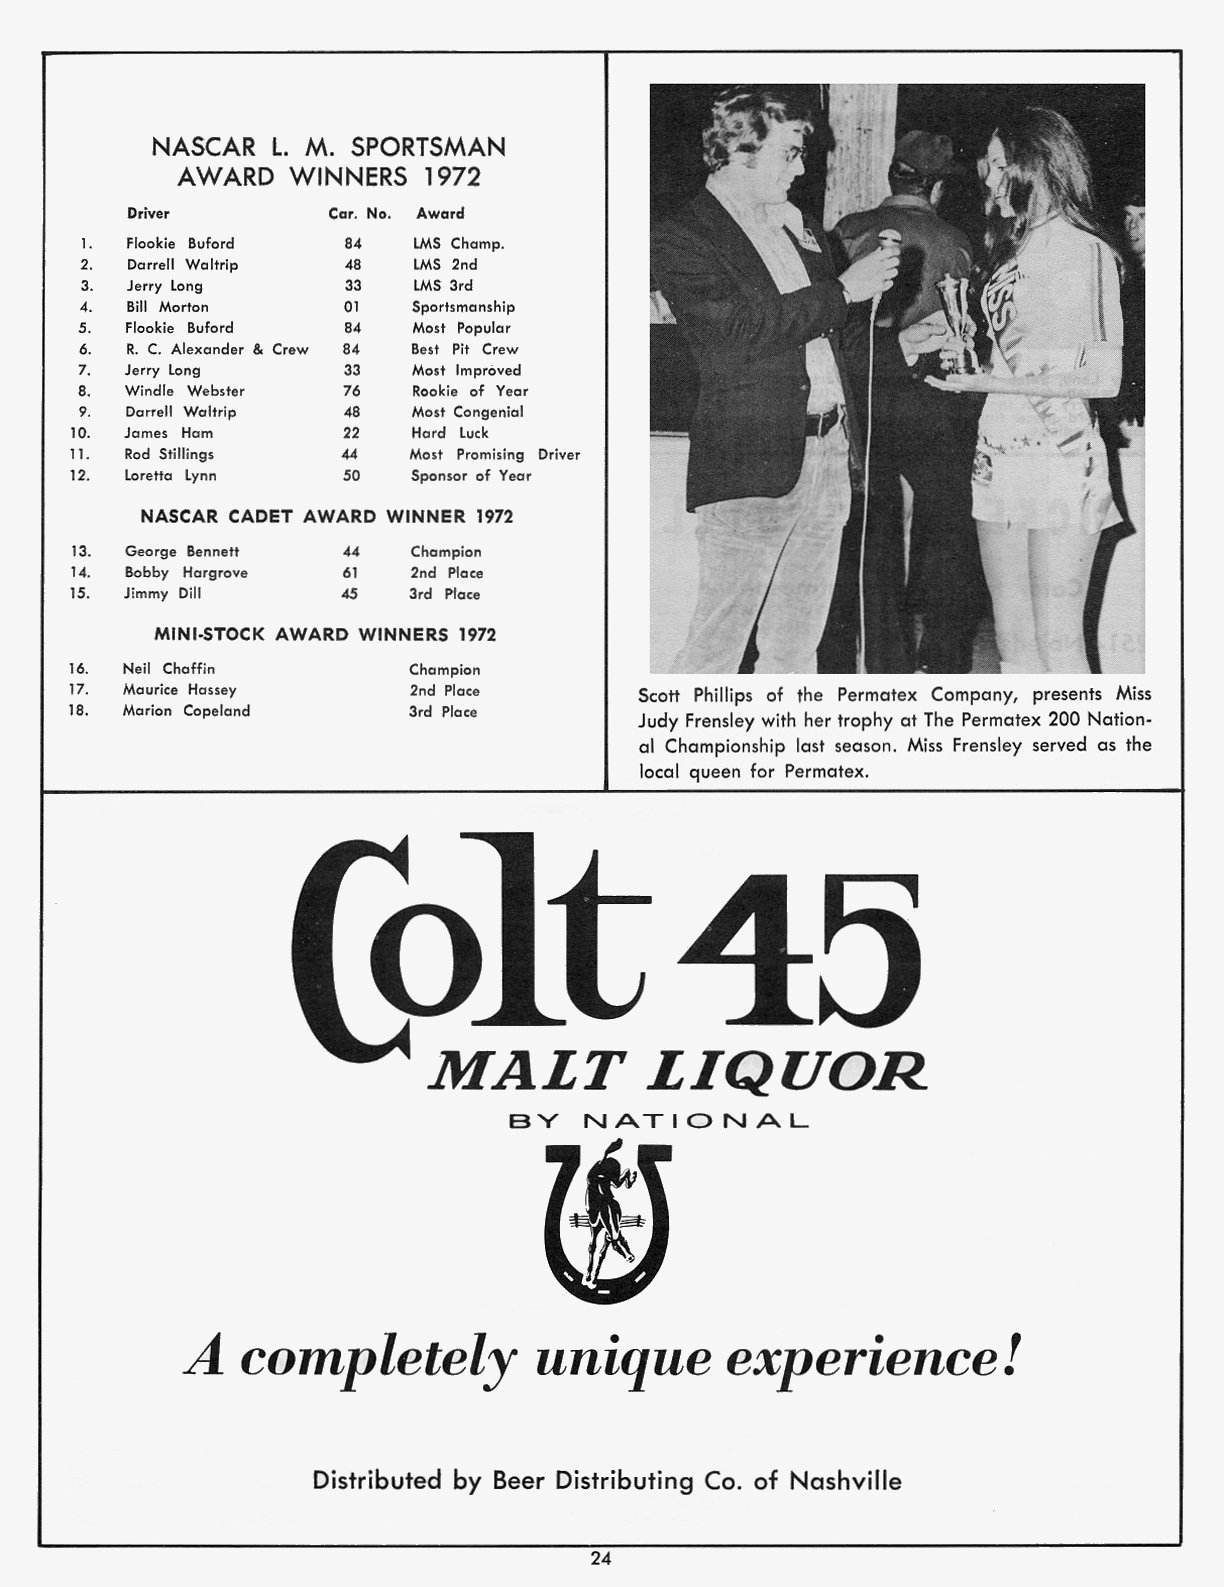 NASCAR L. M. SPORTSMAN
AWARD WINNERS 1972
Driver Car. No. Award
1. Flookie Buford 84 LMS Champ.
2. Darrell Waltrip 48 LMS 2nd
3. Jerry Long 33 LMS 3rd
4. Bill Morton 01 Sportsmanship
5. Flookie Buford 84 Most Popular
6. R. C. Alexander & Crew 84 Best Pit Crew
7. Jerry Long 33 Most Improved
8. Windle Webster 76 Rookie of Year
9. Darrell Waltrip 48 Most Congenial
10. James Ham 22 Hard Luck
11. Rod Stillings 44 Most Promising Driver
12. Loretta Lynn 50 Sponsor of Year
NASCAR CADET AWARD WINNER 1972
13. George Bennett 44 Champion
14. Bobby Hargrove 61 2nd Place
15. Jimmy Dill 45 3rd Place
MINI-STOCK AWARD WINNERS 1972
16. Neil Chaffin Champion
17. Maurice Hassey 2nd Place
18. Marion Copeland 3rd Place
MISS
Scott Phillips of the Permatex Company, presents Miss
Judy Frensley with her trophy at The Permatex 200 Nation-
al Championship last season. Miss Frensley served as the
local queen for Permatex.
Colt 45
MALT LIQUOR
BY NATIONAL
A completely unique experience!
Distributed by Beer Distributing Co. of Nashville
24